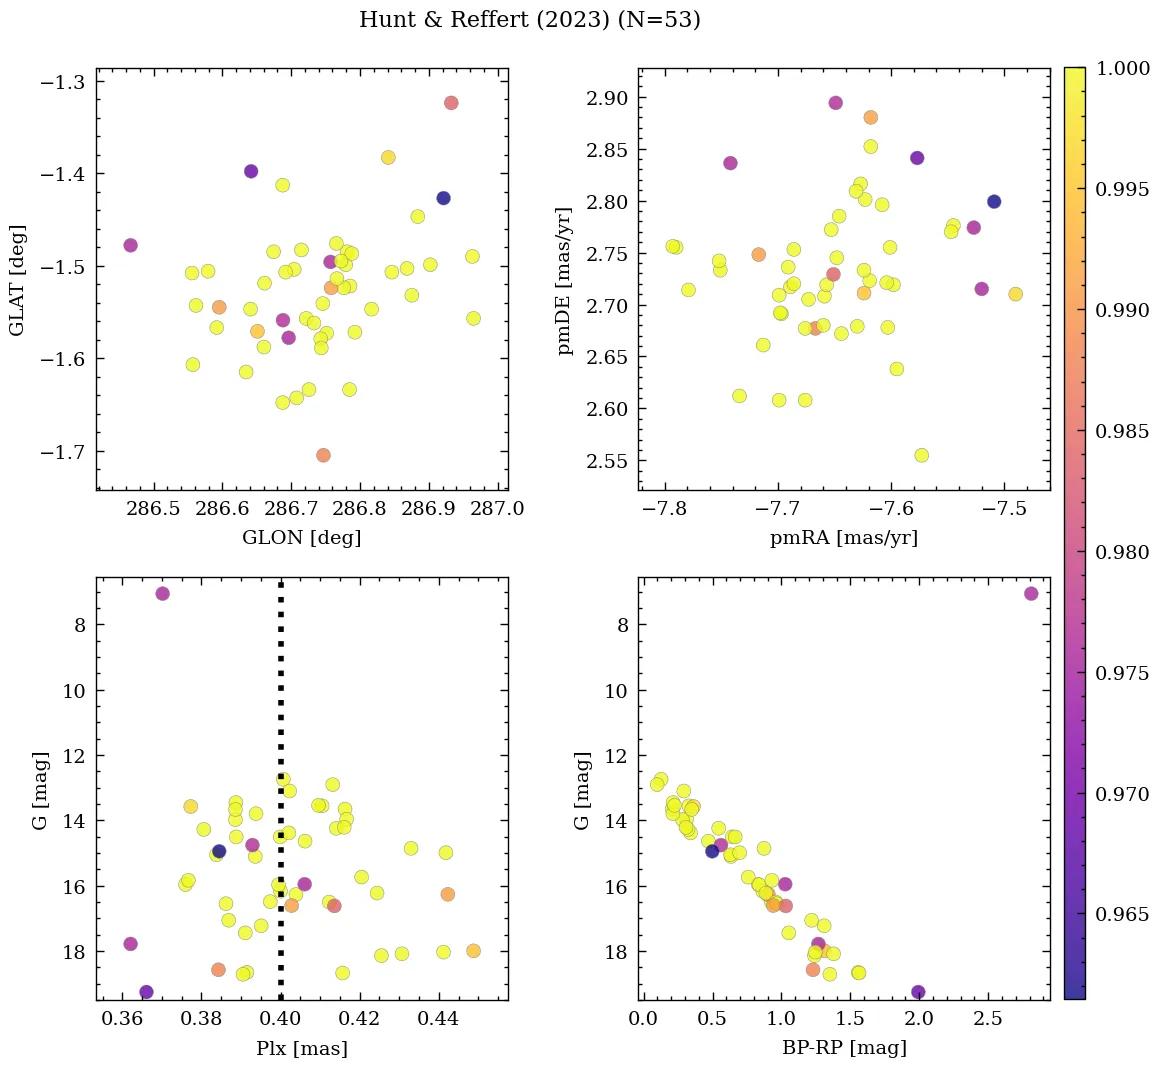 Hunt & Reffert (2023) (N=53)
−1.3
−1.4
−1.5
−1.6
−1.7
GLAT [deg]
286.5 286.6 286.7 286.8 286.9 287.0
GLON [deg]
2.90
2.85
2.80
2.75
2.70
2.65
2.60
2.55
pmDE [mas/yr]
−7.8 −7.7 −7.6 −7.5
pmRA [mas/yr]
8
10
12
14
16
18
G [mag]
0.36 0.38 0.40 0.42 0.44
Plx [mas]
8
10
12
14
16
18
G [mag]
0.0 0.5 1.0 1.5 2.0 2.5
BP-RP [mag]
1.000
0.995
0.990
0.985
0.980
0.975
0.970
0.965